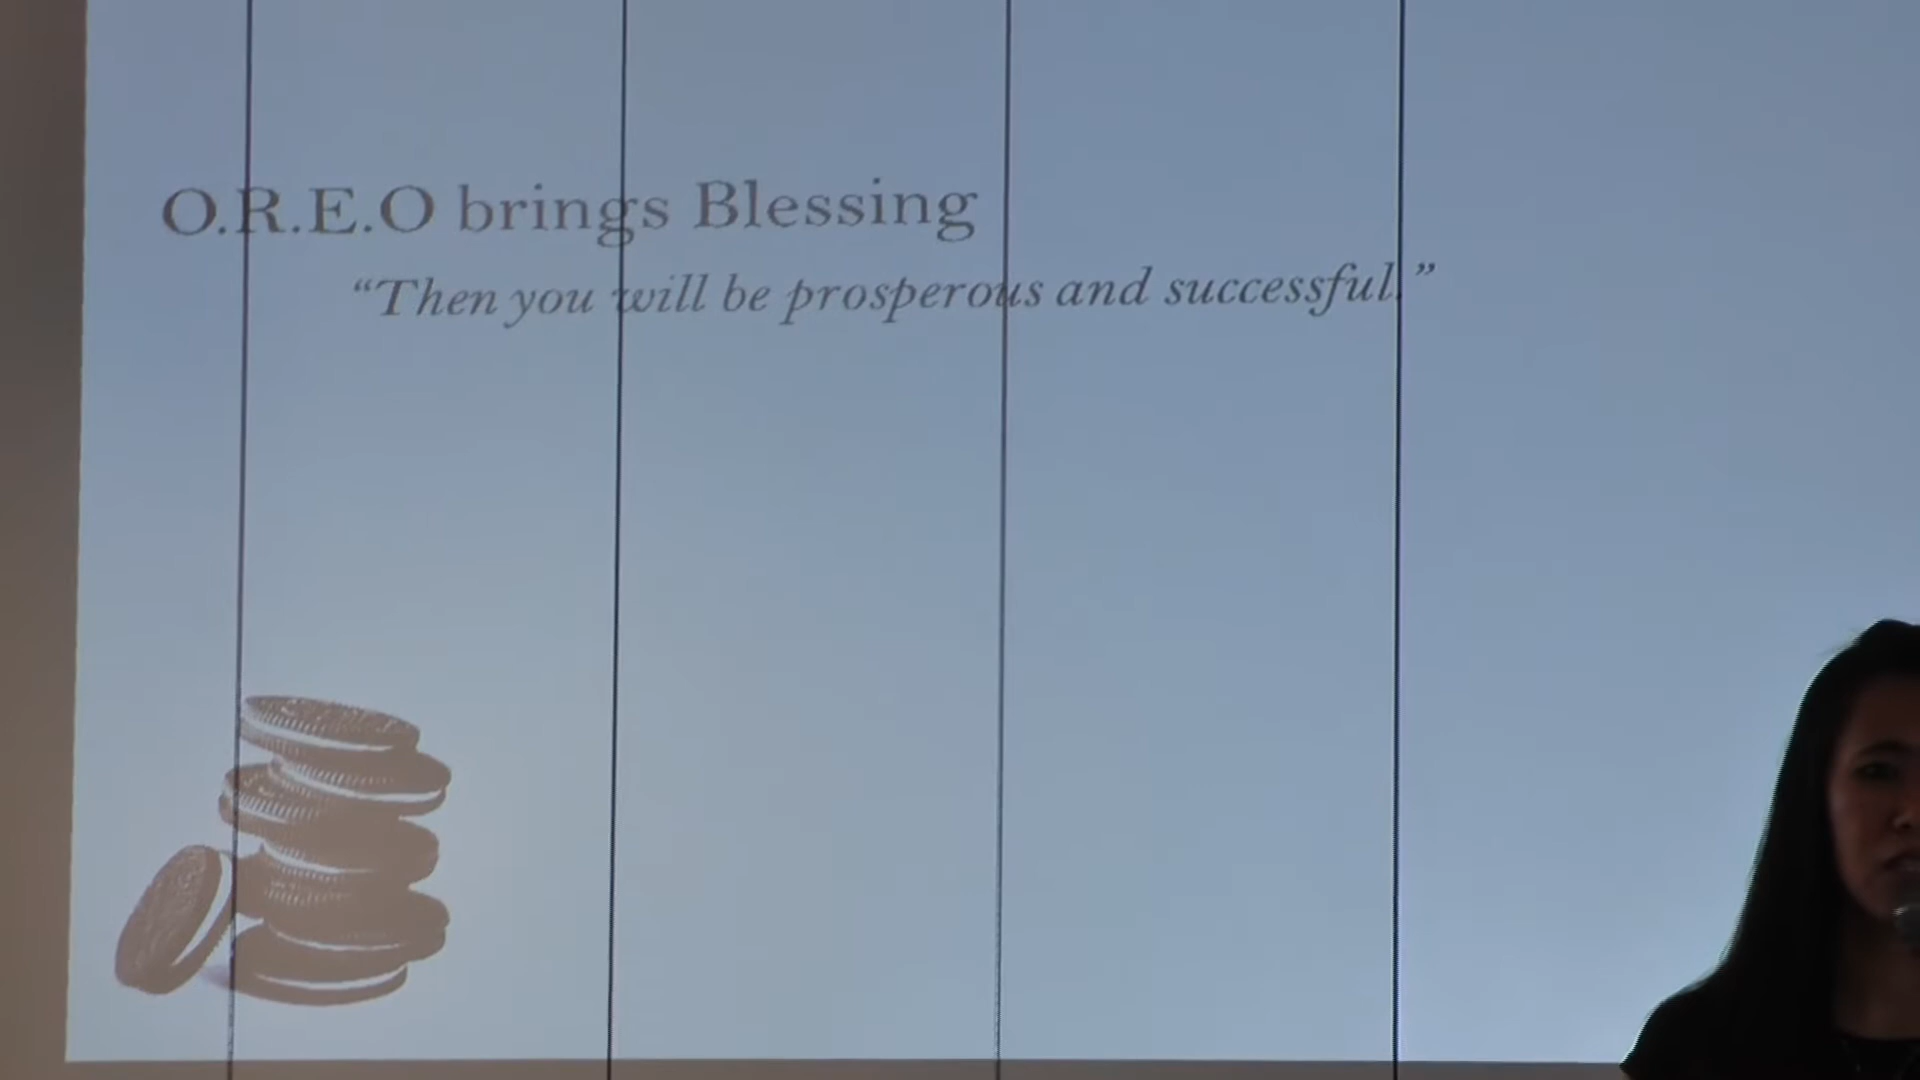 O.R.E.O brings Blessing
“Then you will be prosperous and successful.”